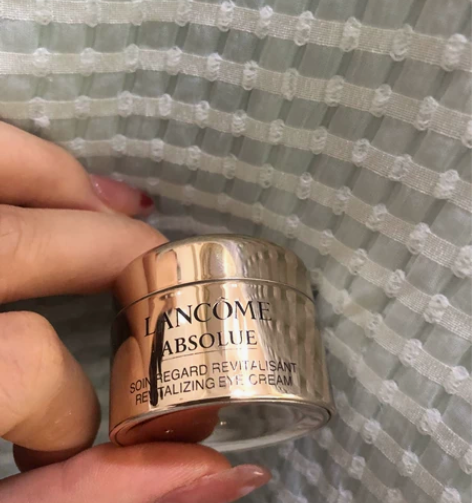 LANCÔME
ABSOLUE
SOIN REGARD REVITALISANT
REVITALIZING EYE CREAM